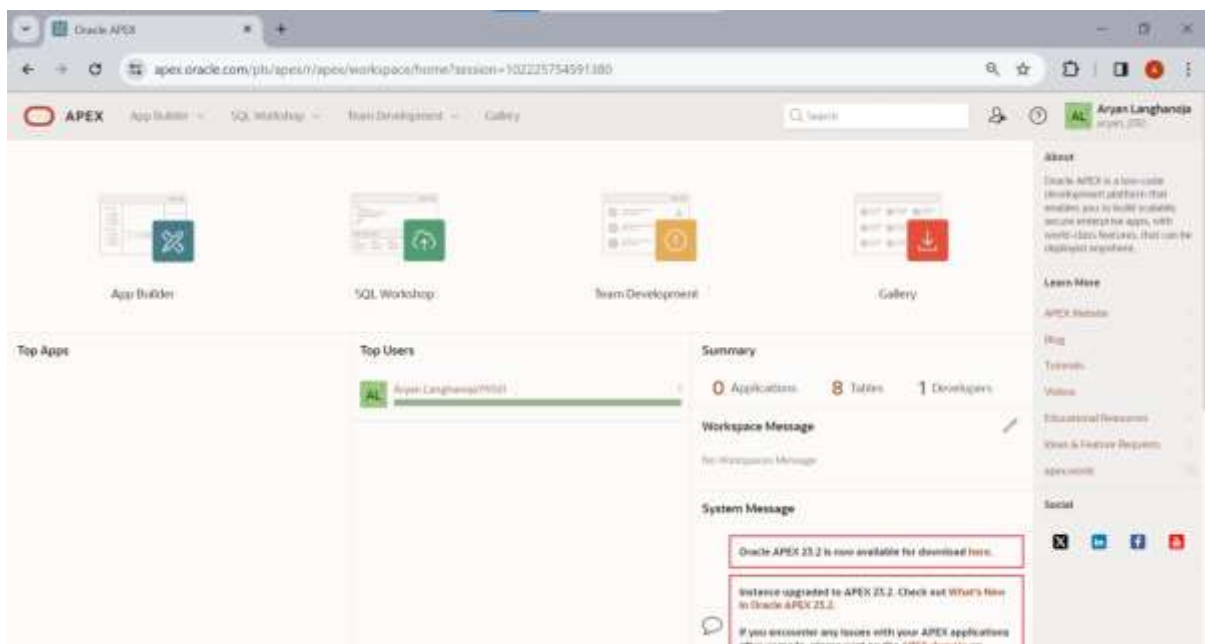 Oracle APEX
apex.oracle.com/pls/apex/r/apex/workspace/home?session=102225754591380
APEX App Builder SQL Workshop Team Development Gallery
Search
AL
Aryan Langhanoja
App Builder
SQL Workshop
Team Development
Gallery
About
Oracle APEX is a low-code
development platform that
enables you to build scalable,
secure enterprise apps, with
world-class features, that can be
deployed anywhere.
Learn More
APEX Website
Blog
Tutorials
Videos
Educational Resources
Ideas & Feature Requests
apex.world
Social
Top Apps
Top Users
AL
Summary
0 Applications 8 Tables 1 Developers
Workspace Message
No Workspaces Message
System Message
Oracle APEX 23.2 is now available for download here.
Instance upgraded to APEX 23.2. Check out What's New
in Oracle APEX 23.2.
If you encounter any issues with your APEX applications